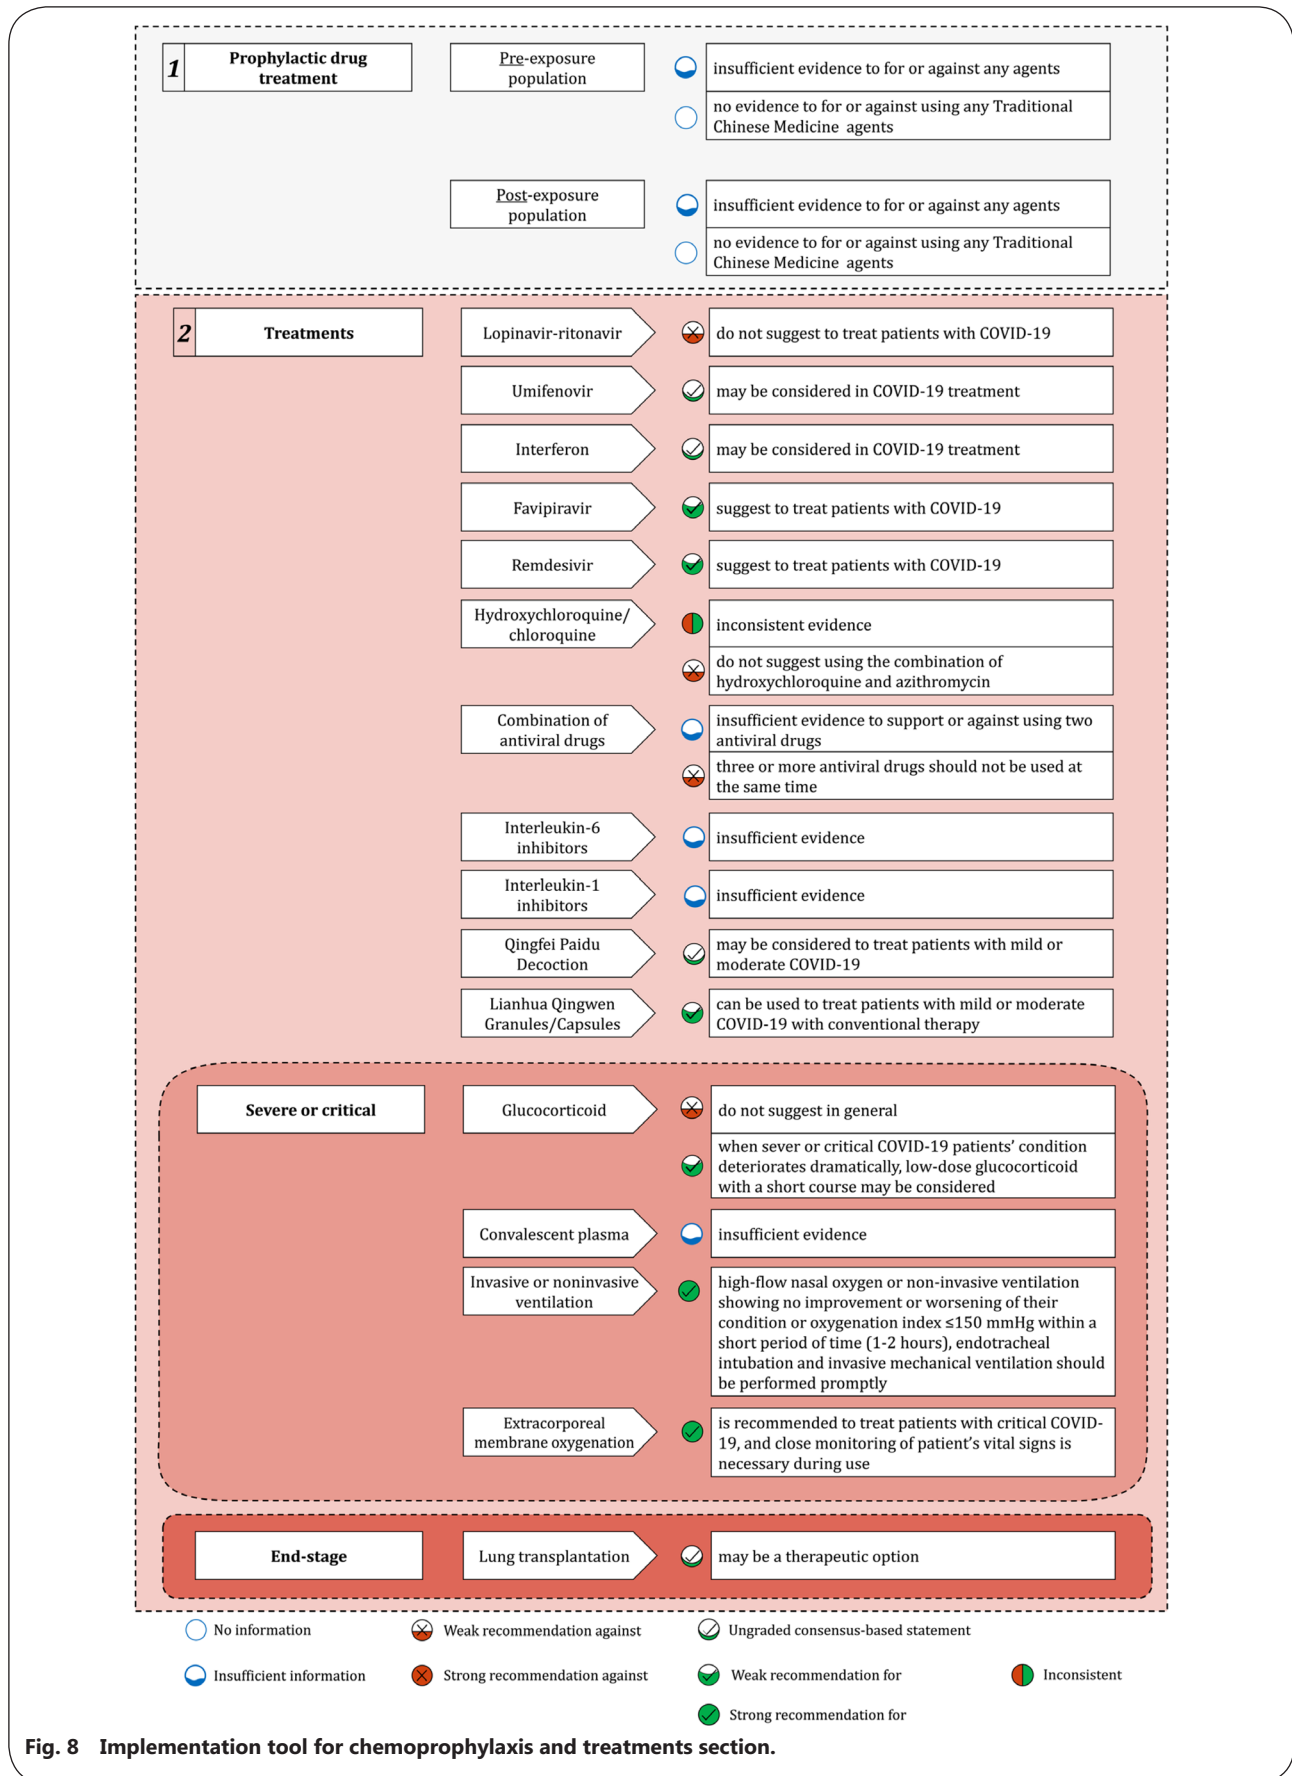 1
Prophylactic drug
treatment
Pre-exposure
population
insufficient evidence to for or against any agents
no evidence to for or against using any Traditional
Chinese Medicine agents
Post-exposure
population
insufficient evidence to for or against any agents
no evidence to for or against using any Traditional
Chinese Medicine agents
2
Treatments
Lopinavir-ritonavir
do not suggest to treat patients with COVID-19
Umifenovir
may be considered in COVID-19 treatment
Interferon
may be considered in COVID-19 treatment
Favipiravir
suggest to treat patients with COVID-19
Remdesivir
suggest to treat patients with COVID-19
Hydroxychloroquine/
chloroquine
inconsistent evidence
do not suggest using the combination of
hydroxychloroquine and azithromycin
Combination of
antiviral drugs
insufficient evidence to support or against using two
antiviral drugs
three or more antiviral drugs should not be used at
the same time
Interleukin-6
inhibitors
insufficient evidence
Interleukin-1
inhibitors
insufficient evidence
Qingfei Paidu
Decoction
may be considered to treat patients with mild or
moderate COVID-19
Lianhua Qingwen
Granules/Capsules
can be used to treat patients with mild or moderate
COVID-19 with conventional therapy
Severe or critical
Glucocorticoid
do not suggest in general
when sever or critical COVID-19 patients' condition
deteriorates dramatically, low-dose glucocorticoid
with a short course may be considered
Convalescent plasma
insufficient evidence
Invasive or noninvasive
ventilation
high-flow nasal oxygen or non-invasive ventilation
showing no improvement or worsening of their
condition or oxygenation index ≤150 mmHg within a
short period of time (1-2 hours), endotracheal
intubation and invasive mechanical ventilation should
be performed promptly
Extracorporeal
membrane oxygenation
is recommended to treat patients with critical COVID-
19, and close monitoring of patient's vital signs is
necessary during use
End-stage
Lung transplantation
may be a therapeutic option
No information
Weak recommendation against
Ungraded consensus-based statement
Insufficient information
Strong recommendation against
Weak recommendation for
Inconsistent
Strong recommendation for
Fig. 8 Implementation tool for chemoprophylaxis and treatments section.